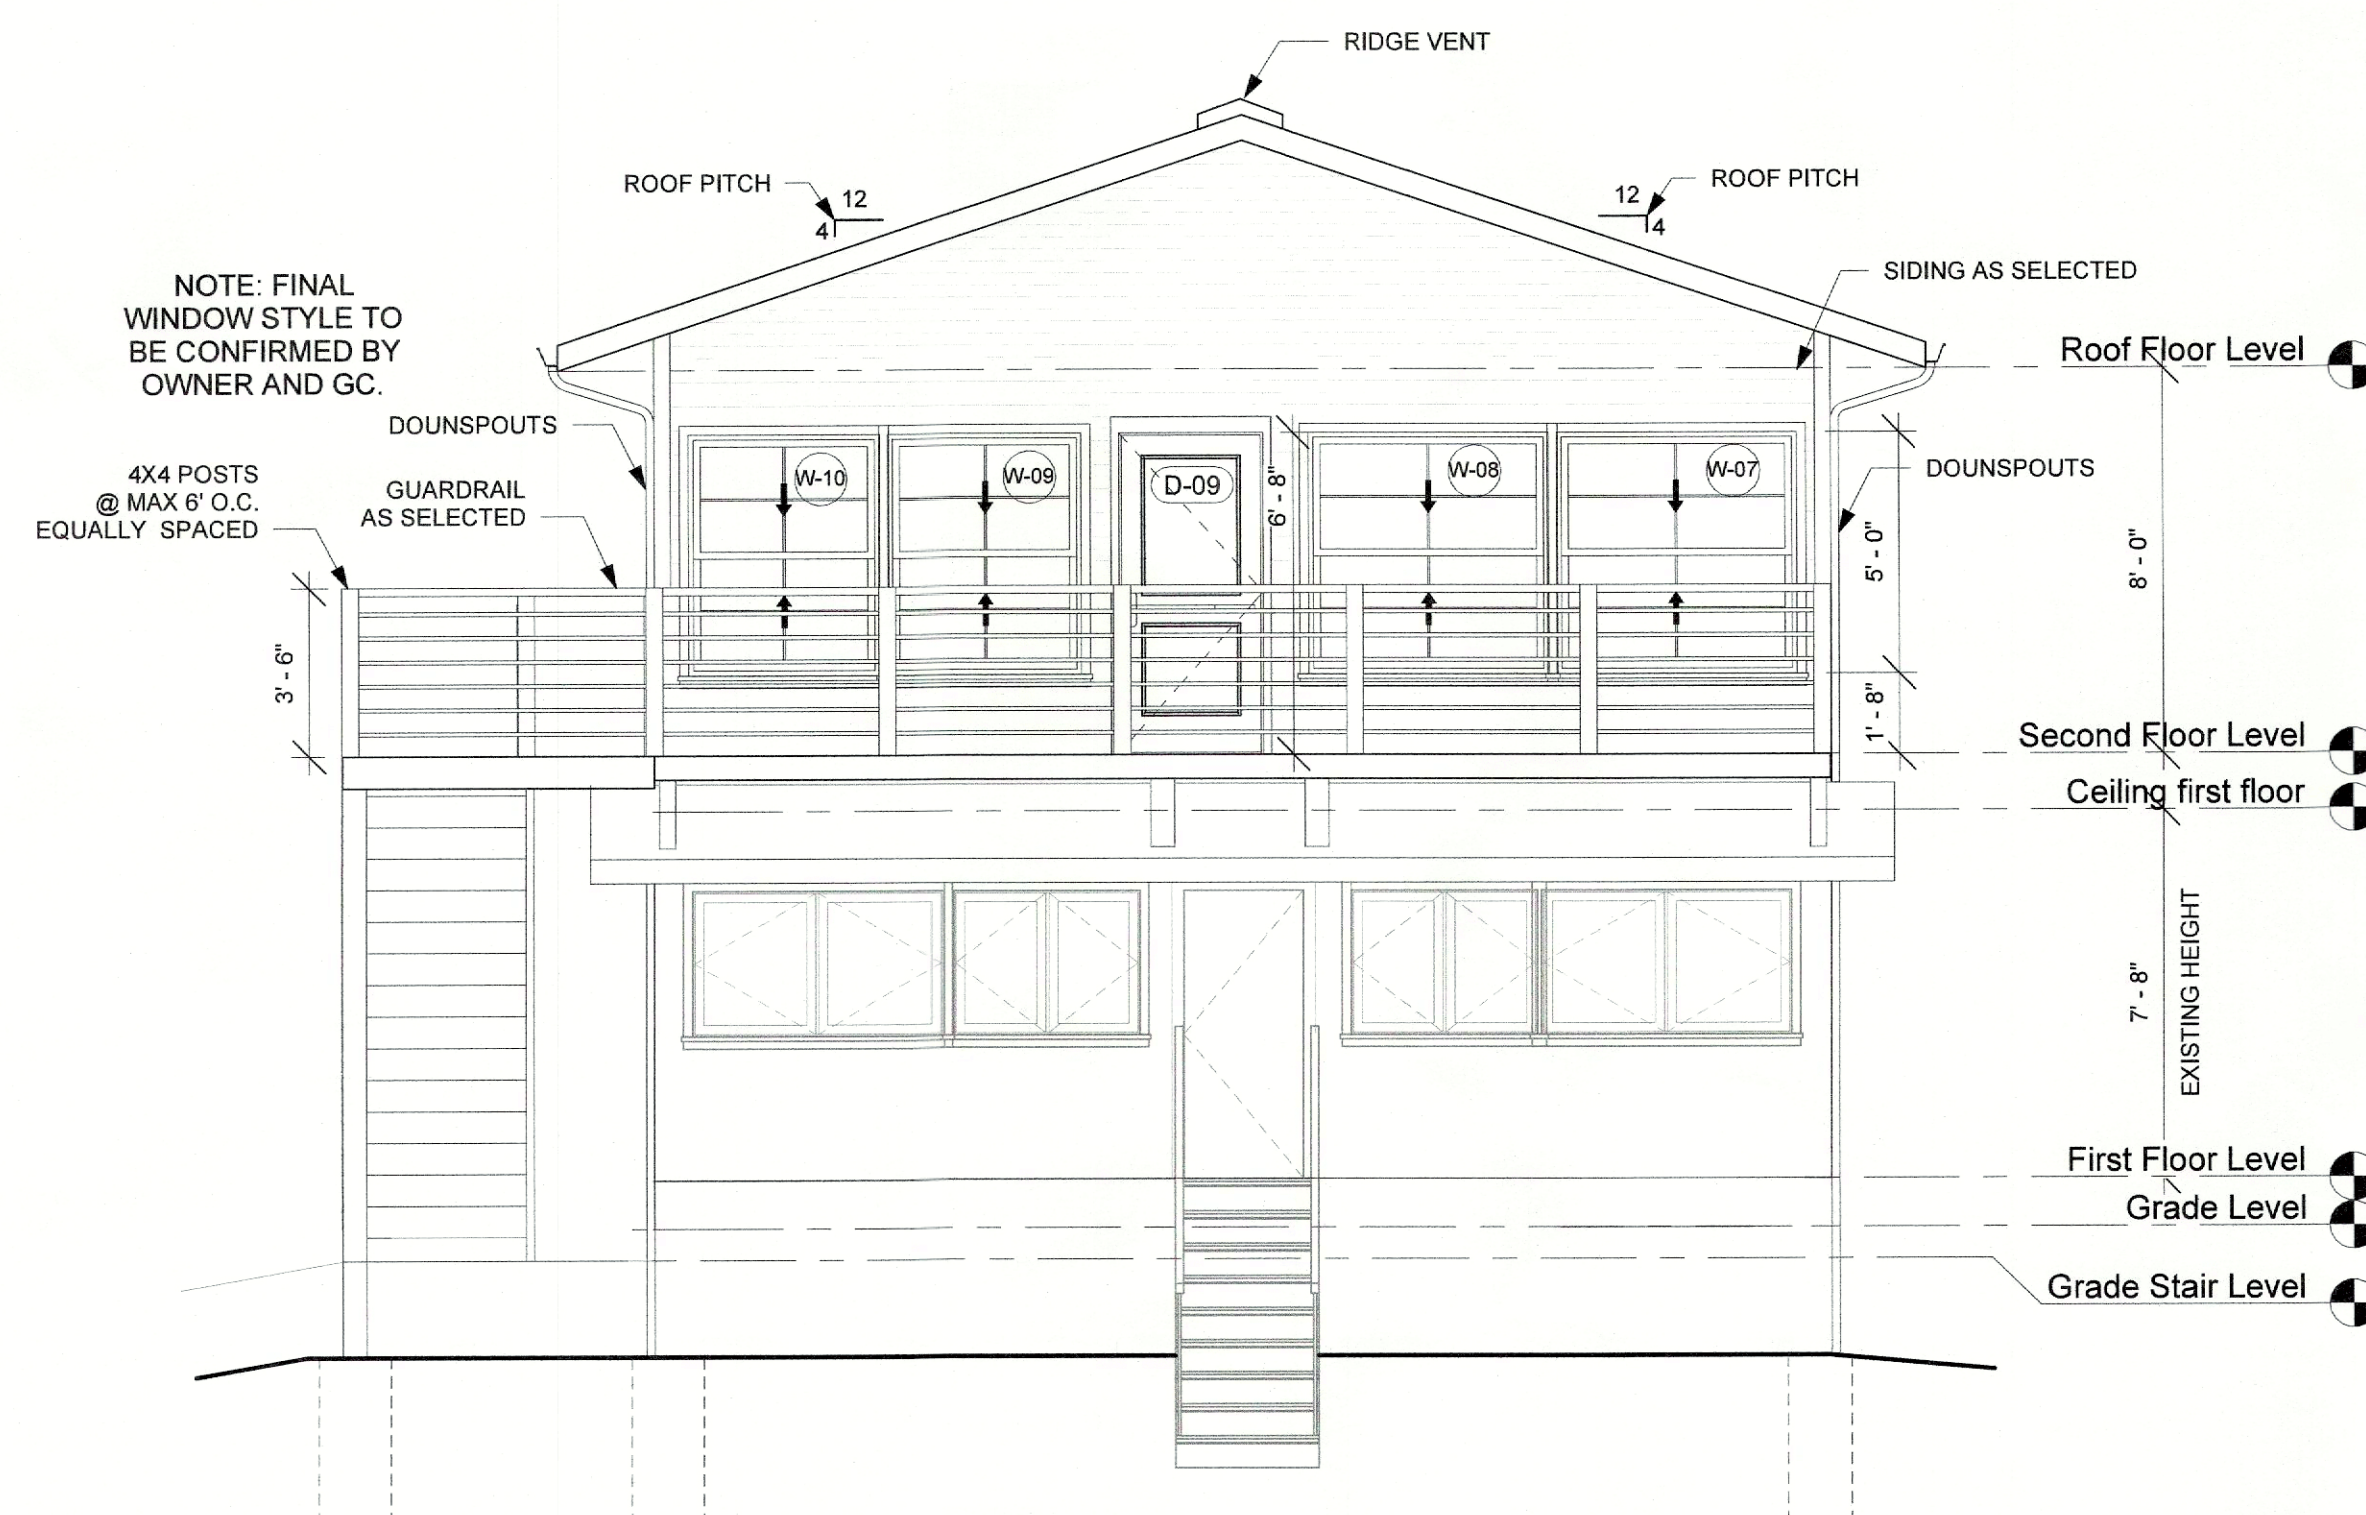 RIDGE VENT
ROOF PITCH
12
4
12
4
ROOF PITCH
SIDING AS SELECTED
NOTE: FINAL
WINDOW STYLE TO
BE CONFIRMED BY
OWNER AND GC.
Roof Floor Level
DOUNSPOUTS
4X4 POSTS
@ MAX 6' O.C.
EQUALLY SPACED
GUARDRAIL
AS SELECTED
W-10
W-09
D-09
6' - 8"
W-08
W-07
DOUNSPOUTS
5' - 0"
8' - 0"
3' - 6"
1' - 8"
Second Floor Level
Ceiling first floor
7' - 8"
EXISTING HEIGHT
First Floor Level
Grade Level
Grade Stair Level